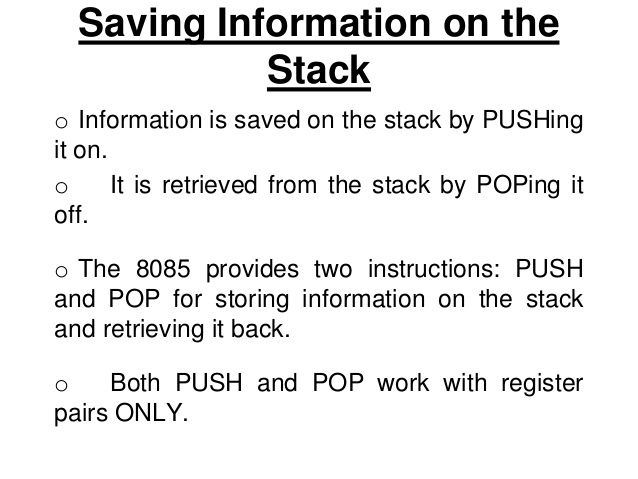 Saving Information on the
Stack
o Information is saved on the stack by PUSHing
it on.
o It is retrieved from the stack by POPing it
off.
o The 8085 provides two instructions: PUSH
and POP for storing information on the stack
and retrieving it back.
o Both PUSH and POP work with register
pairs ONLY.